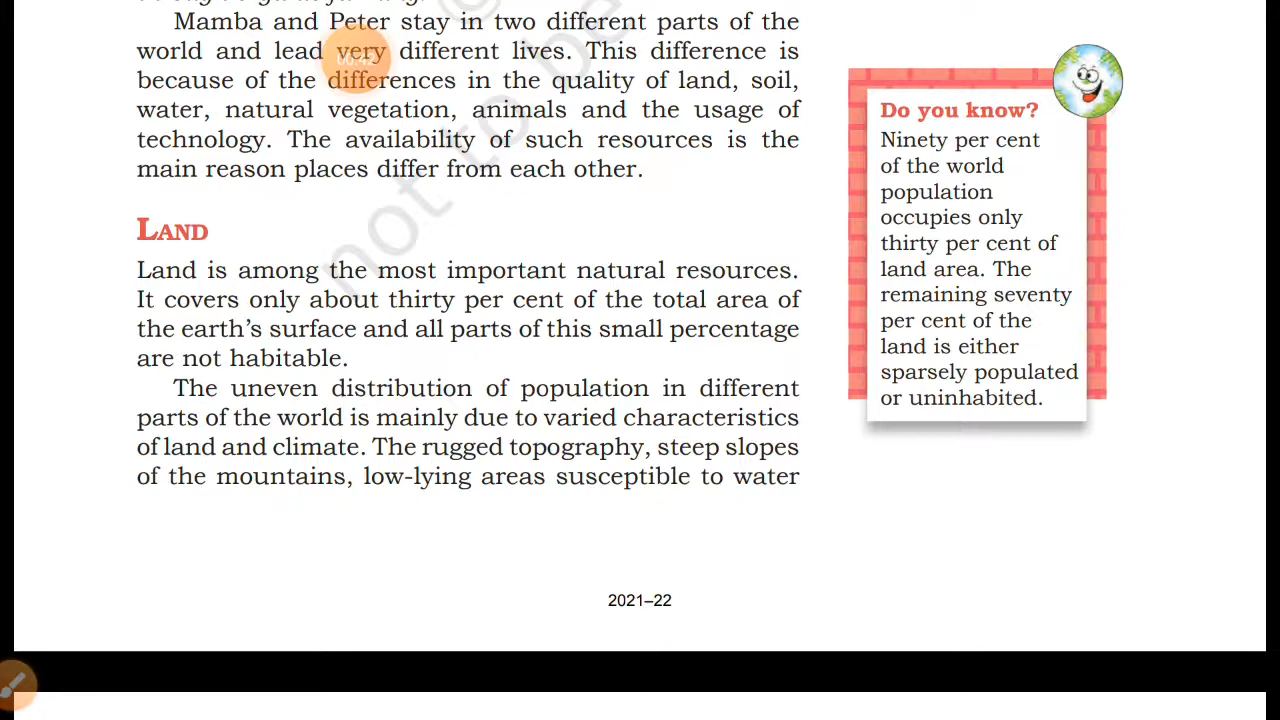 Mamba and Peter stay in two different parts of the
world and lead very different lives. This difference is
because of the differences in the quality of land, soil,
water, natural vegetation, animals and the usage of
technology. The availability of such resources is the
main reason places differ from each other.
LAND
Land is among the most important natural resources.
It covers only about thirty per cent of the total area of
the earth's surface and all parts of this small percentage
are not habitable.
The uneven distribution of population in different
parts of the world is mainly due to varied characteristics
of land and climate. The rugged topography, steep slopes
of the mountains, low-lying areas susceptible to water
Do you know?
Ninety per cent
of the world
population
occupies only
thirty per cent of
land area. The
remaining seventy
per cent of the
land is either
sparsely populated
or uninhabited.
00:42
not to be
©
2021–22